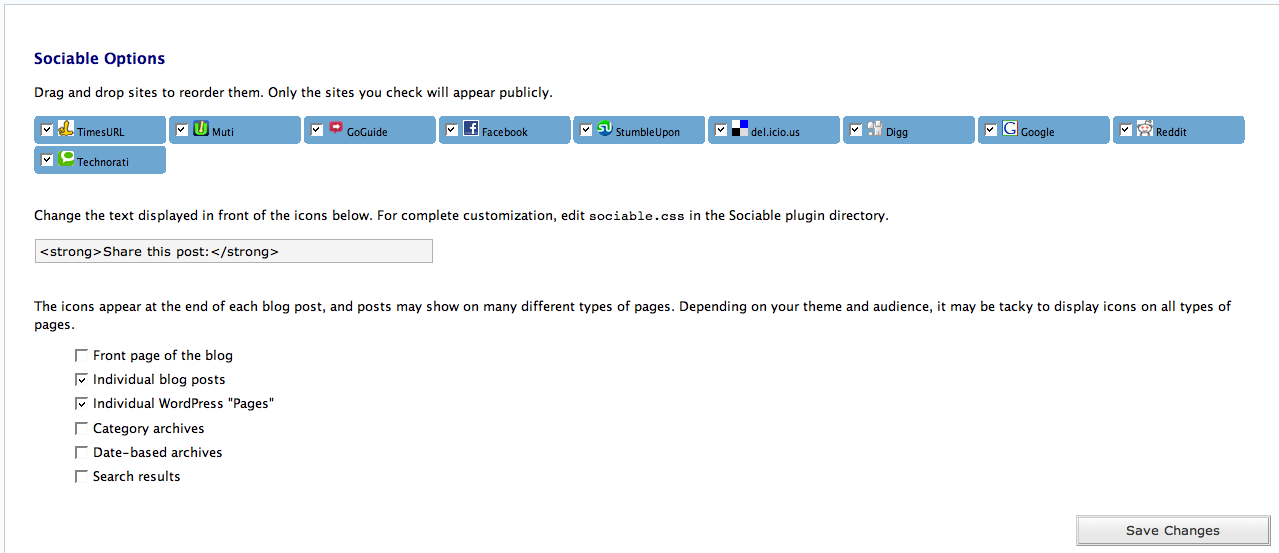 Sociable Options
Drag and drop sites to reorder them. Only the sites you check will appear publicly.
TimesURL Muti GoGuide Facebook StumbleUpon del.icio.us Digg Google Reddit
Technorati
Change the text displayed in front of the icons below. For complete customization, edit sociable.css in the Sociable plugin directory.
<strong>Share this post:</strong>
The icons appear at the end of each blog post, and posts may show on many different types of pages. Depending on your theme and audience, it may be tacky to display icons on all types of
pages.
Front page of the blog
Individual blog posts
Individual WordPress "Pages"
Category archives
Date-based archives
Search results
Save Changes